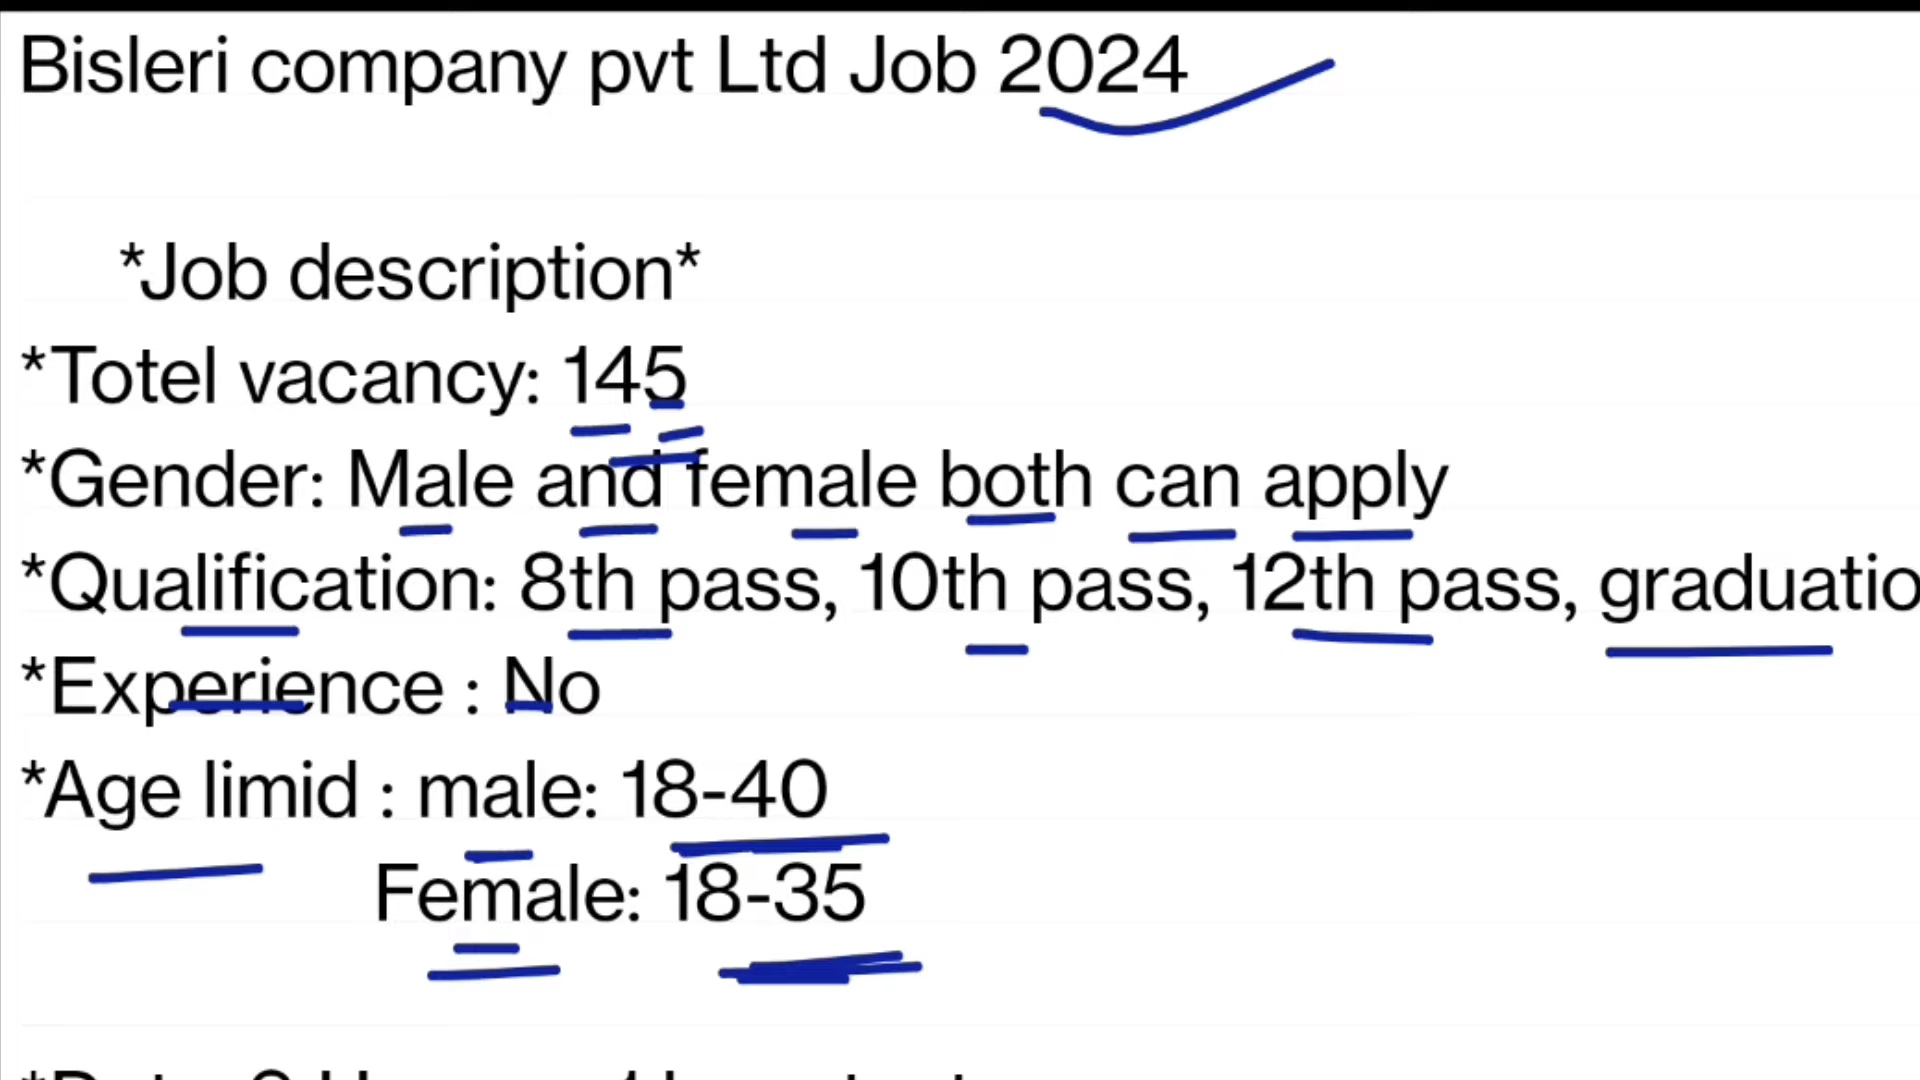 Bisleri company pvt Ltd Job 2024
*Job description*
*Totel vacancy: 145
*Gender: Male and female both can apply
*Qualification: 8th pass, 10th pass, 12th pass, graduatio
*Experience : No
*Age limid : male: 18-40
Female: 18-35